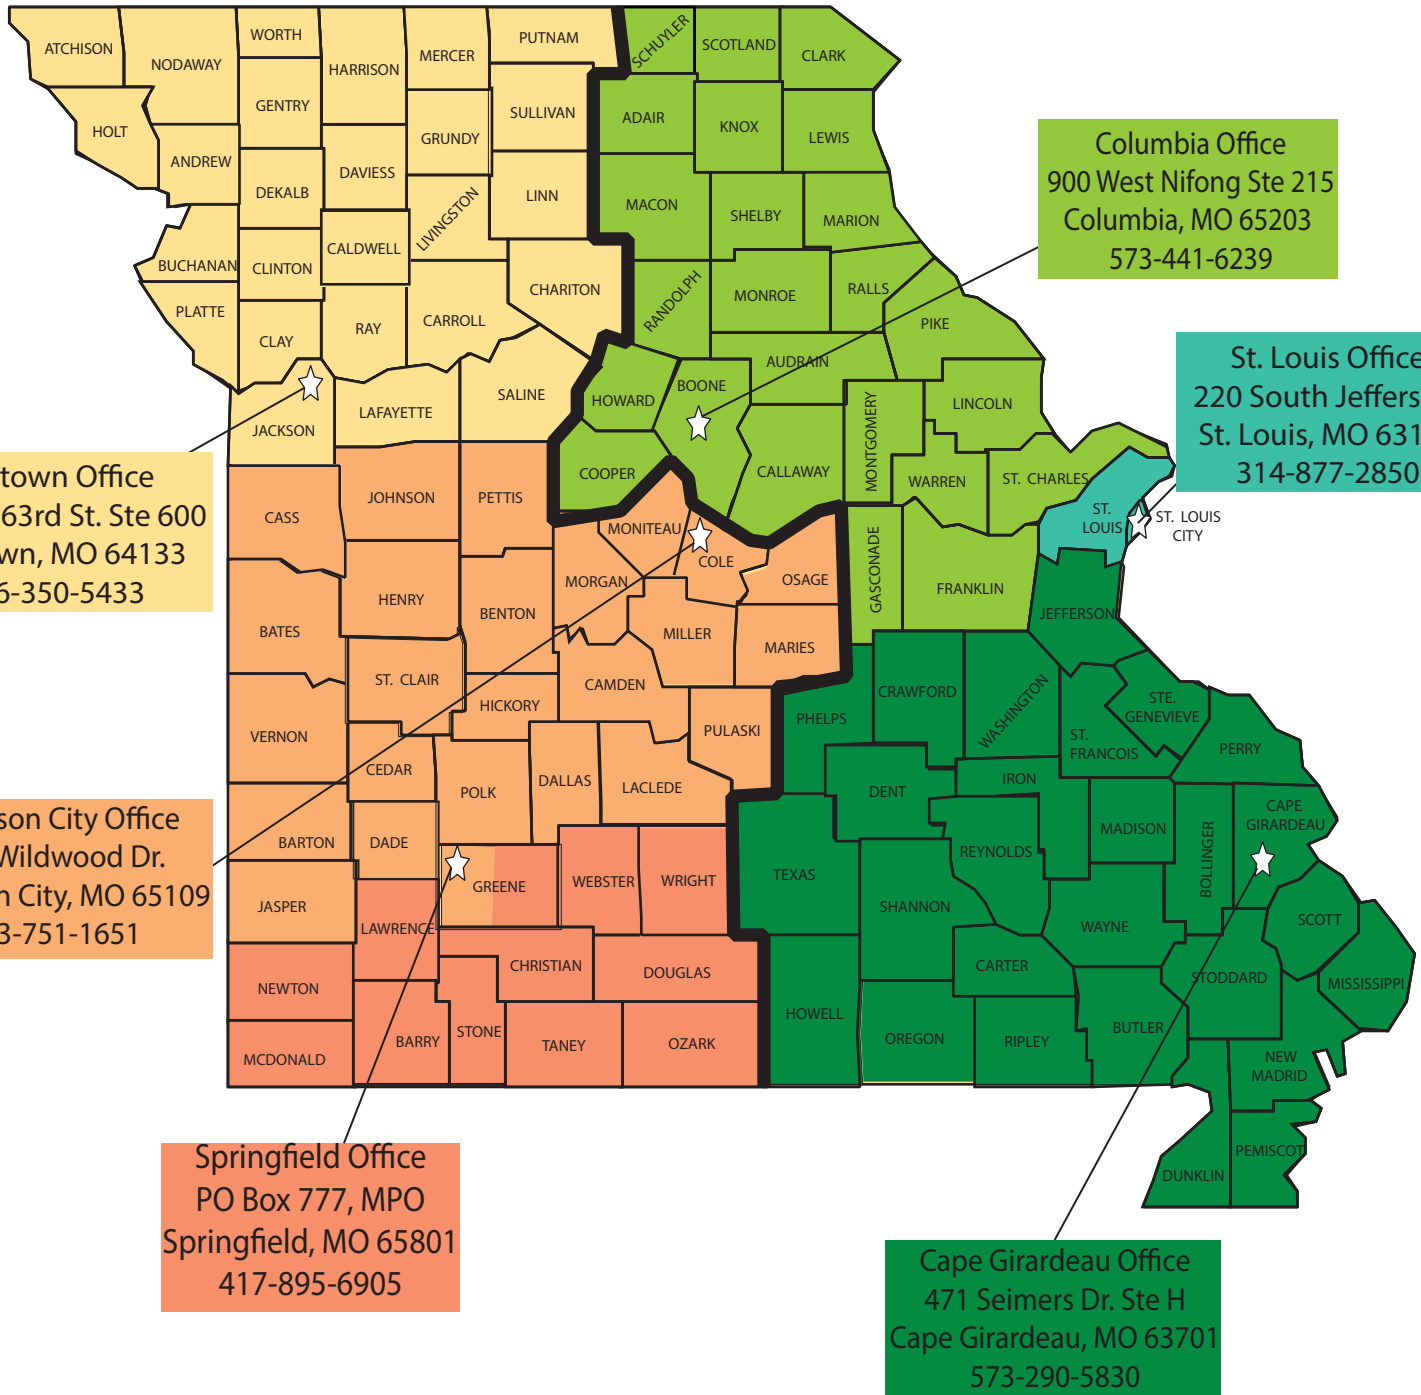 ATCHISON
NODAWAY
WORTH
HARRISON
MERCER
PUTNAM
SCHUYLER
SCOTLAND
CLARK
HOLT
ANDREW
GENTRY
DEKALB
DAVIESS
GRUNDY
SULLIVAN
ADAIR
KNOX
LEWIS
LINN
MACON
SHELBY
MARION
BUCHANAN
CLINTON
CALDWELL
LIVINGSTON
CHARITON
RANDOLPH
MONROE
RALLS
PIKE
PLATTE
CLAY
RAY
CARROLL
AUDRAIN
JACKSON
LAFAYETTE
SALINE
HOWARD
BOONE
COOPER
CALLAWAY
MONTGOMERY
LINCOLN
WARREN
ST. CHARLES
ST.
LOUIS
ST. LOUIS
CITY
CASS
JOHNSON
PETTIS
MONITEAU
COLE
OSAGE
GASCONADE
FRANKLIN
JEFFERSON
BATES
HENRY
BENTON
MORGAN
MILLER
MARIES
ST. CLAIR
HICKORY
CAMDEN
PULASKI
PHELPS
CRAWFORD
WASHINGTON
ST.
FRANCOIS
STE.
GENEVIEVE
PERRY
VERNON
CEDAR
POLK
DALLAS
LACLEDE
DENT
IRON
MADISON
BOLLINGER
CAPE
GIRARDEAU
BARTON
DADE
GREENE
WEBSTER
WRIGHT
TEXAS
REYNOLDS
SHANNON
WAYNE
SCOTT
JASPER
LAWRENCE
CHRISTIAN
DOUGLAS
CARTER
STODDARD
MISSISSIPPI
NEWTON
MCDONALD
BARRY
STONE
TANEY
OZARK
HOWELL
OREGON
RIPLEY
BUTLER
NEW
MADRID
DUNKLIN
PEMISCOT
Columbia Office
900 West Nifong Ste 215
Columbia, MO 65203
573-441-6239
St. Louis Office
220 South Jeffers
St. Louis, MO 631
314-877-2850
town Office
63rd St. Ste 600
wn, MO 64133
6-350-5433
son City Office
Wildwood Dr.
n City, MO 65109
3-751-1651
Springfield Office
PO Box 777, MPO
Springfield, MO 65801
417-895-6905
Cape Girardeau Office
471 Seimers Dr. Ste H
Cape Girardeau, MO 63701
573-290-5830